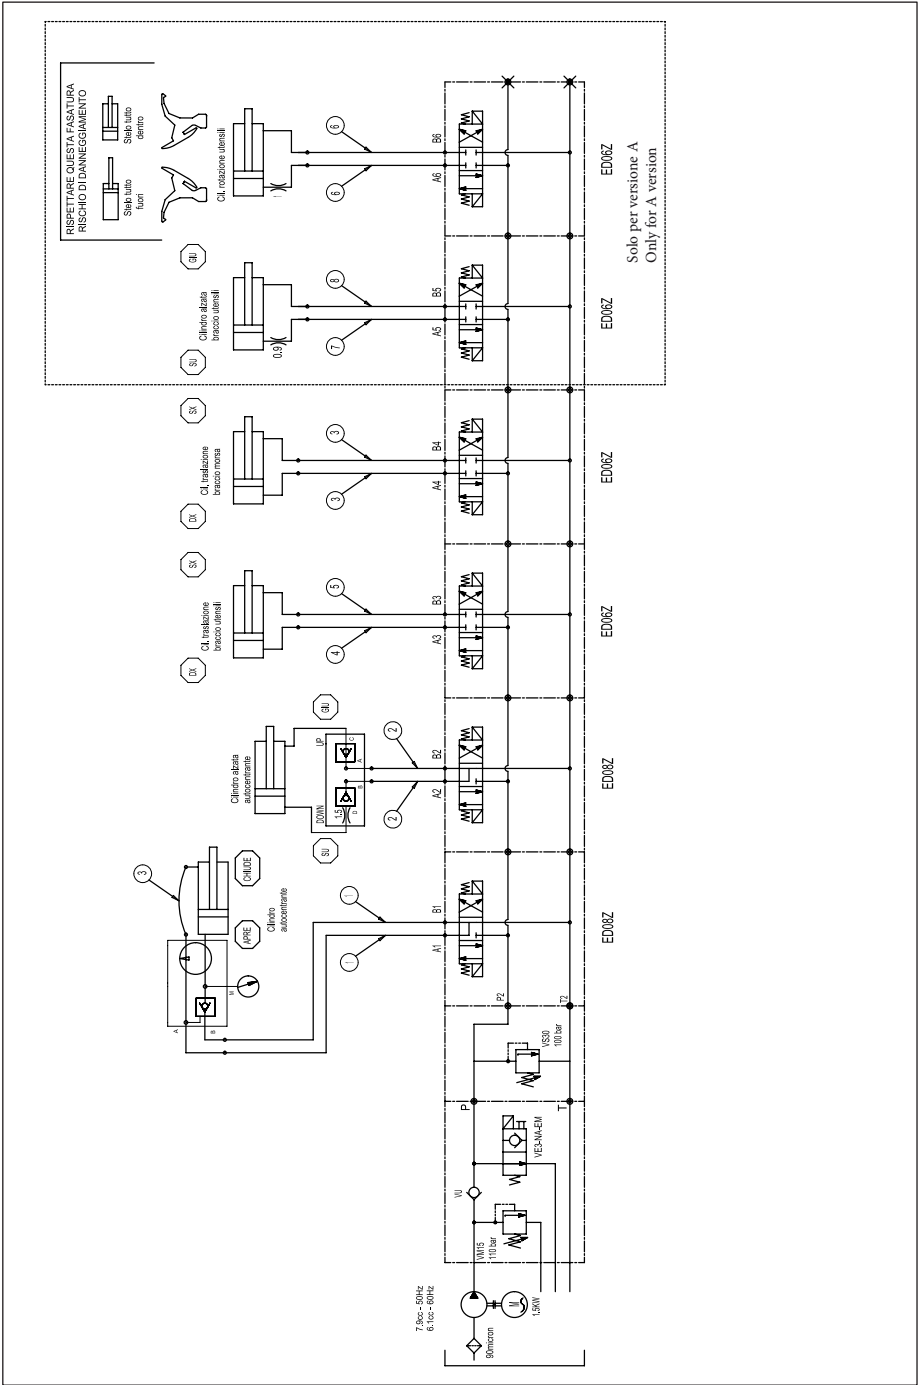 RISPETTARE QUESTA FASATURA
RISCHIO DI DANNEGGIAMENTO
Stelo tutto
fuori
Stelo tutto
dentro
Cil. rotazione utensili
1
6
6
A6
B6
ED06Z
Solo per versione A
Only for A version
GIU
Cilindro alzata
braccio utensili
SU
0.9
8
7
A5
B5
ED06Z
SX
Cil. traslazione
braccio morsa
DX
3
3
A4
B4
ED06Z
SX
Cil. traslazione
braccio utensili
DX
5
4
A3
B3
ED06Z
GIU
Cilindro alzata
autocentrante
SU
UP
DOWN
1.5
C
A
B
D
2
2
A2
B2
ED08Z
3
CHIUDE
APRE
Cilindro
autocentrante
M
A
B
1
1
A1
B1
ED08Z
P2
T2
VS30
100 bar
P
T
VE3-NA-EM
VU
VM15
110 bar
7.9cc - 50Hz
6.1cc - 60Hz
M
1.5KW
90micron